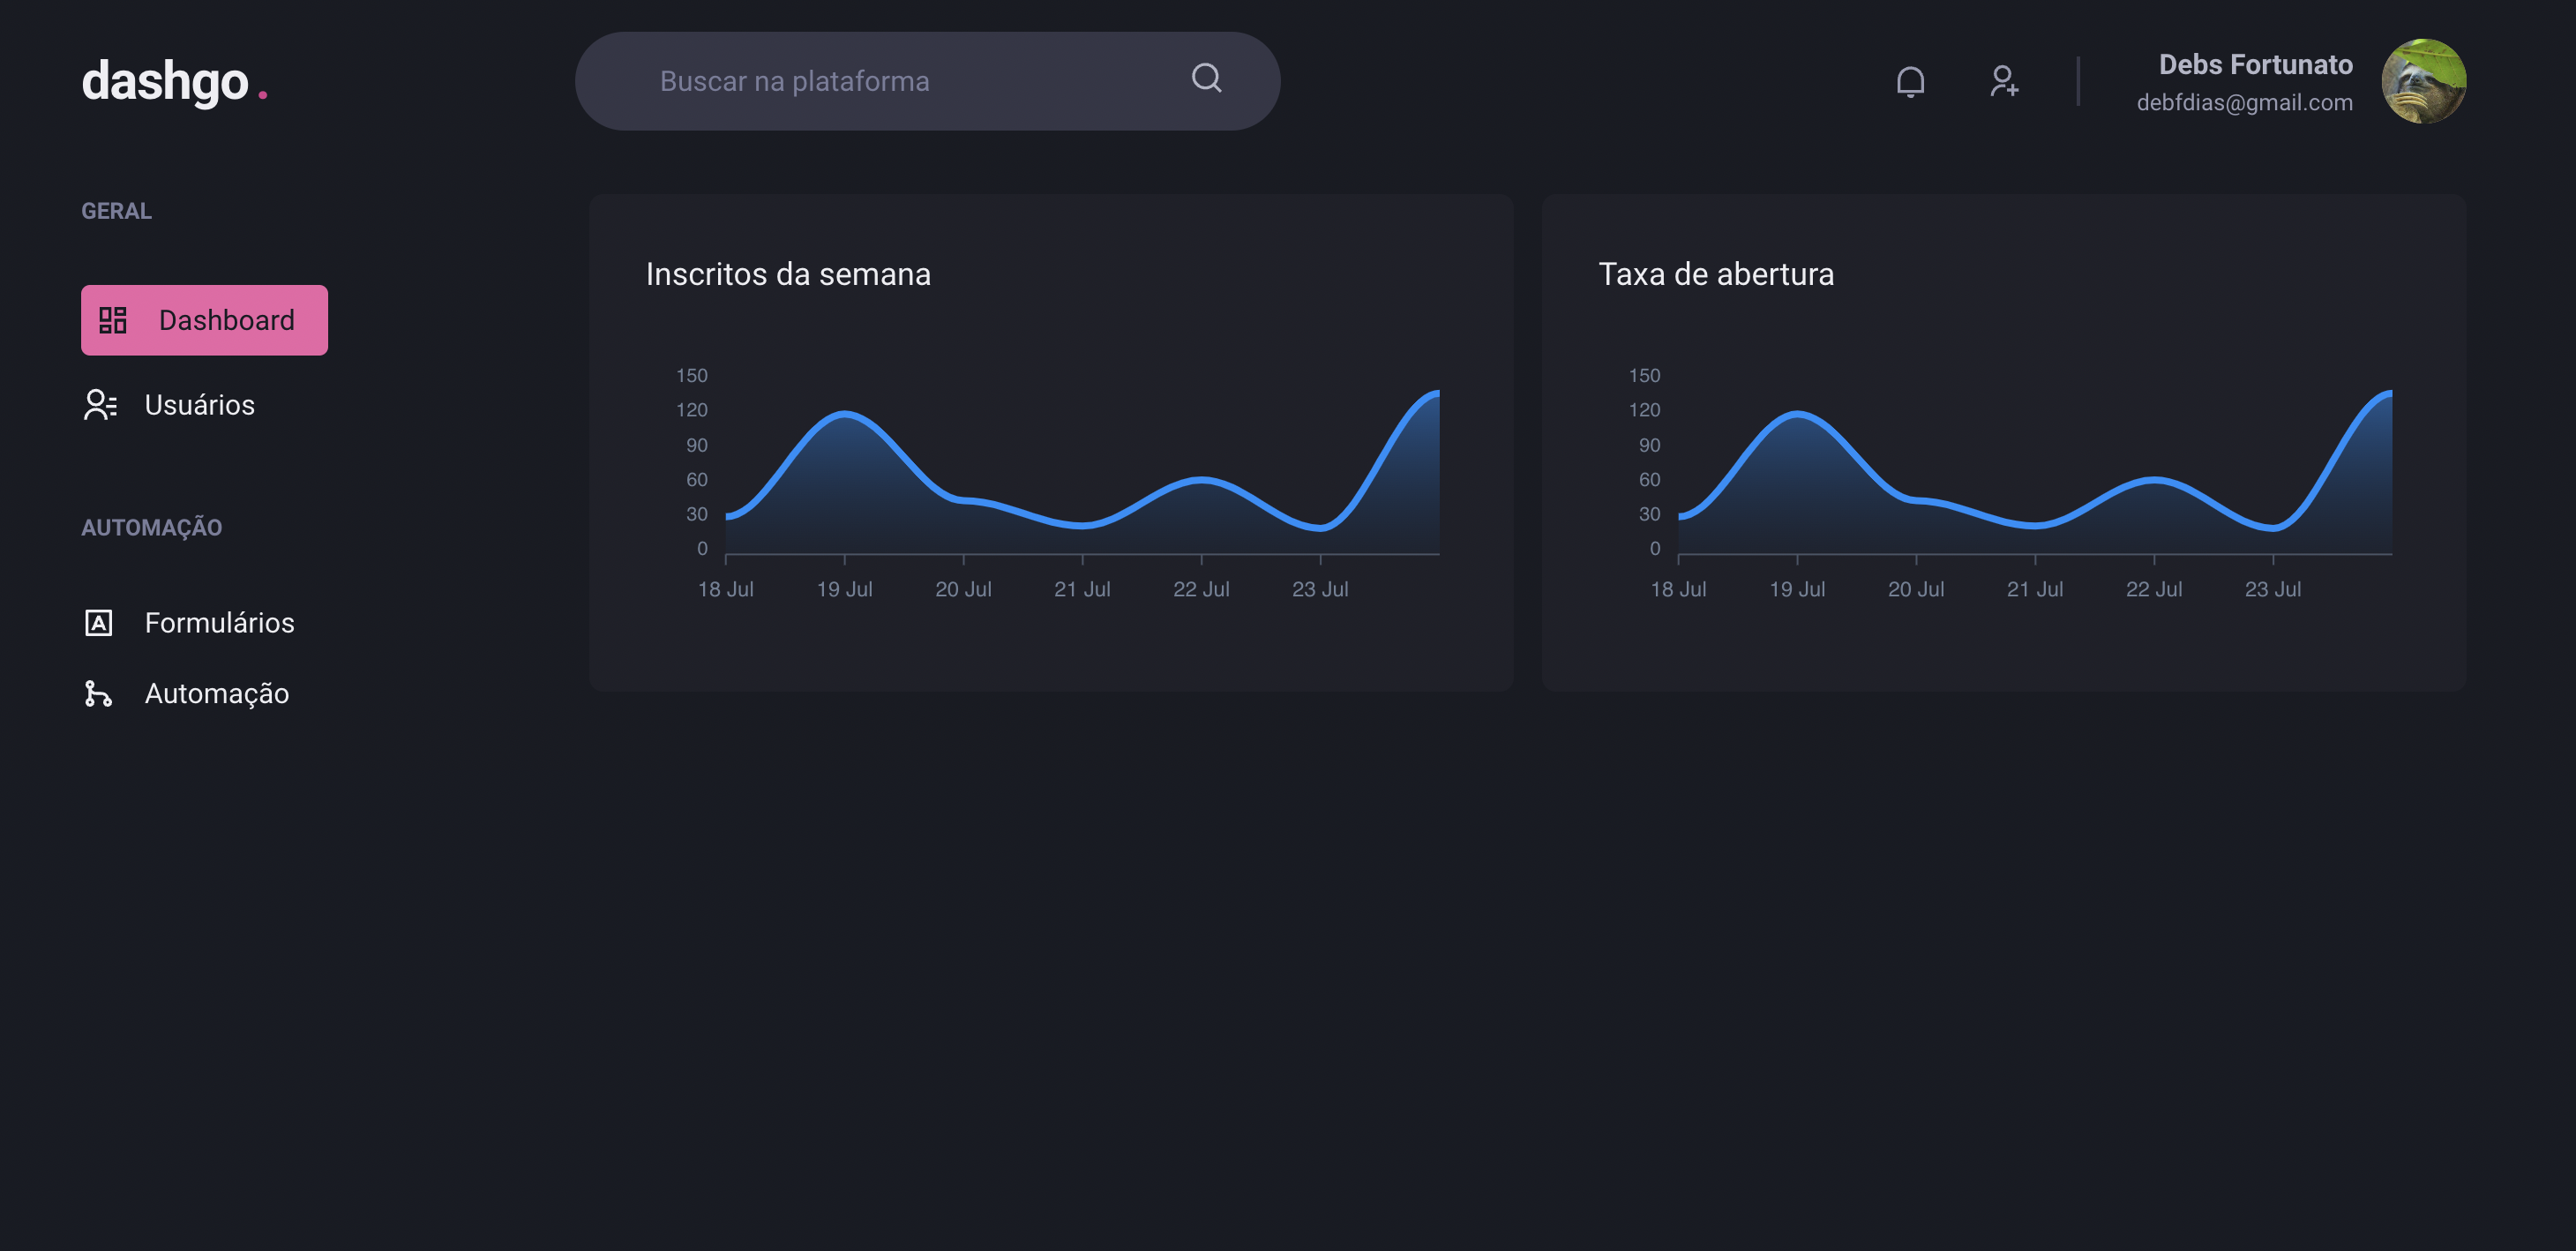 dashgo.
Buscar na plataforma
Debs Fortunato
debfdias@gmail.com
GERAL
Dashboard
Usuários
AUTOMAÇÃO
Formulários
Automação
Inscritos da semana
150
120
90
60
30
0
18 Jul 19 Jul 20 Jul 21 Jul 22 Jul 23 Jul
Taxa de abertura
150
120
90
60
30
0
18 Jul 19 Jul 20 Jul 21 Jul 22 Jul 23 Jul